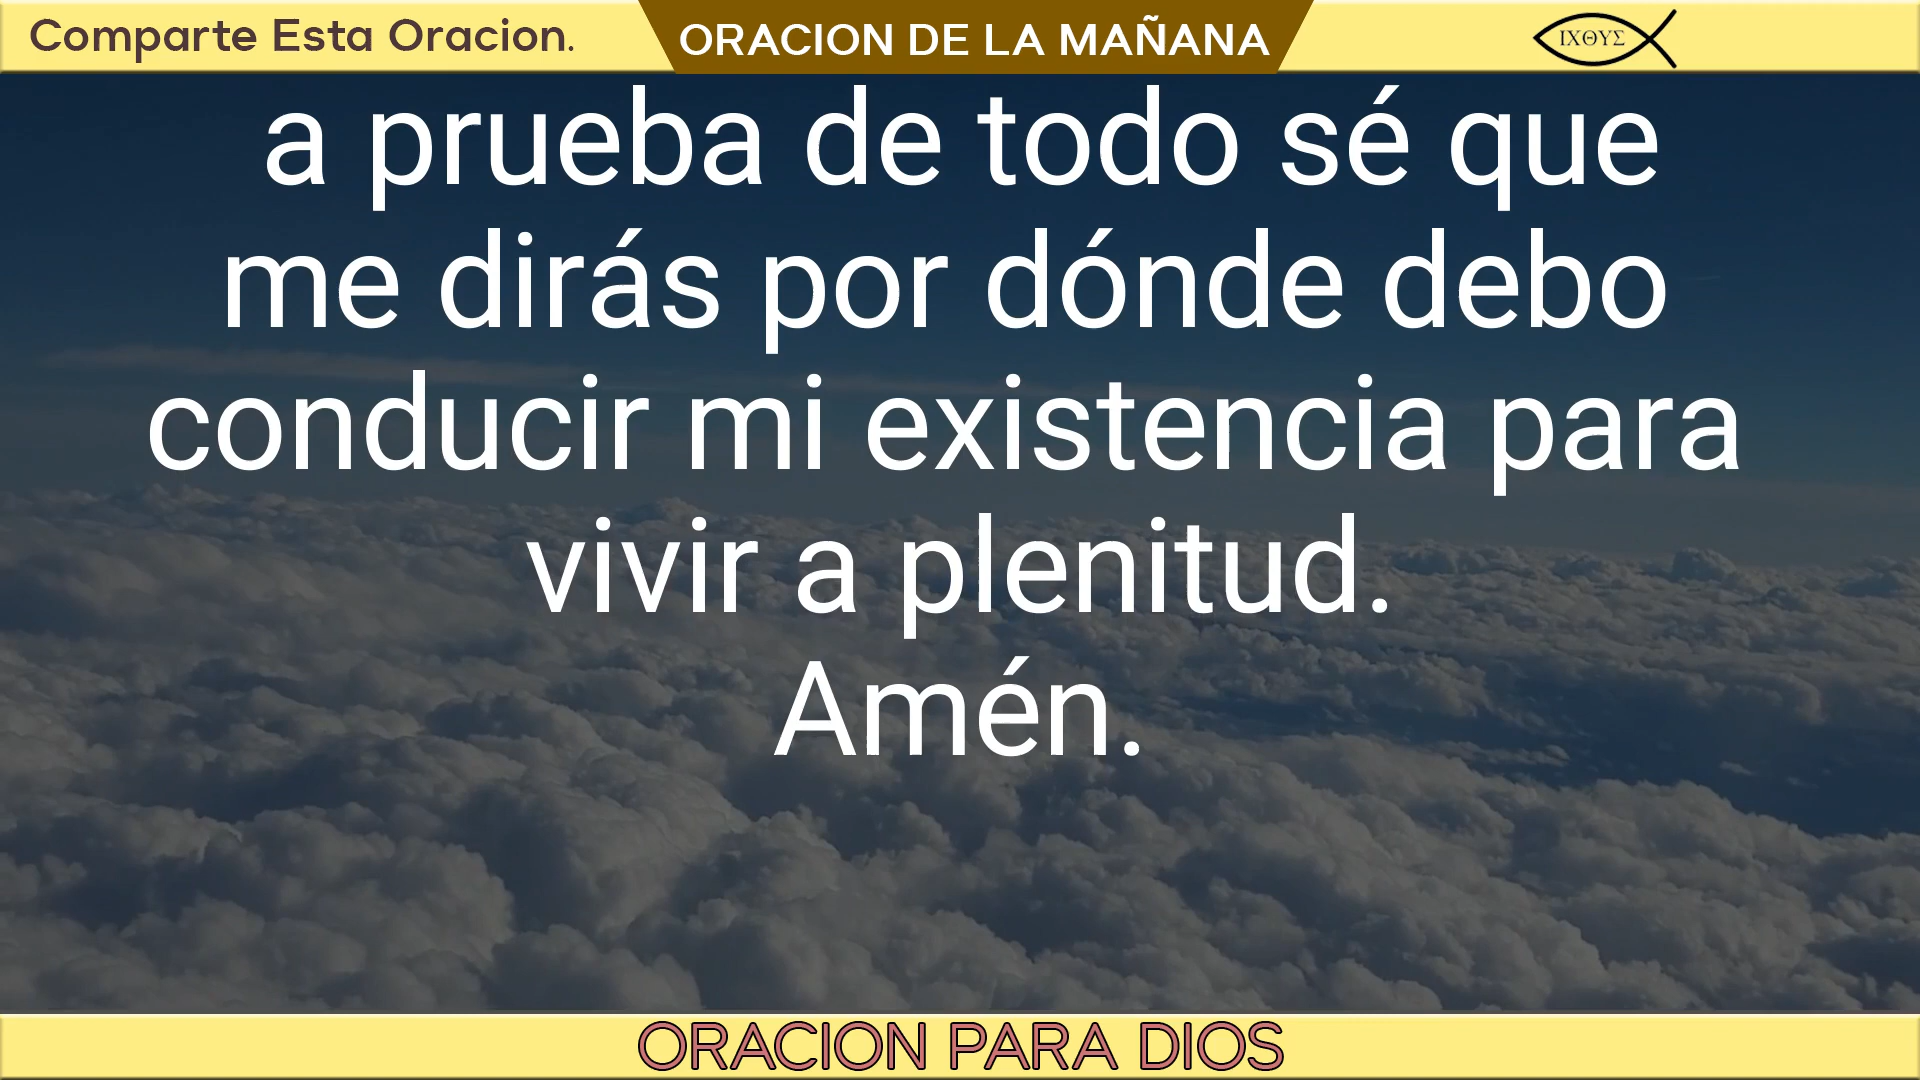 Comparte Esta Oracion.
ORACION DE LA MAÑANA
ΙΧΘΥΣ
a prueba de todo sé que
me dirás por dónde debo
conducir mi existencia para
vivir a plenitud.
Amén.
ORACION PARA DIOS